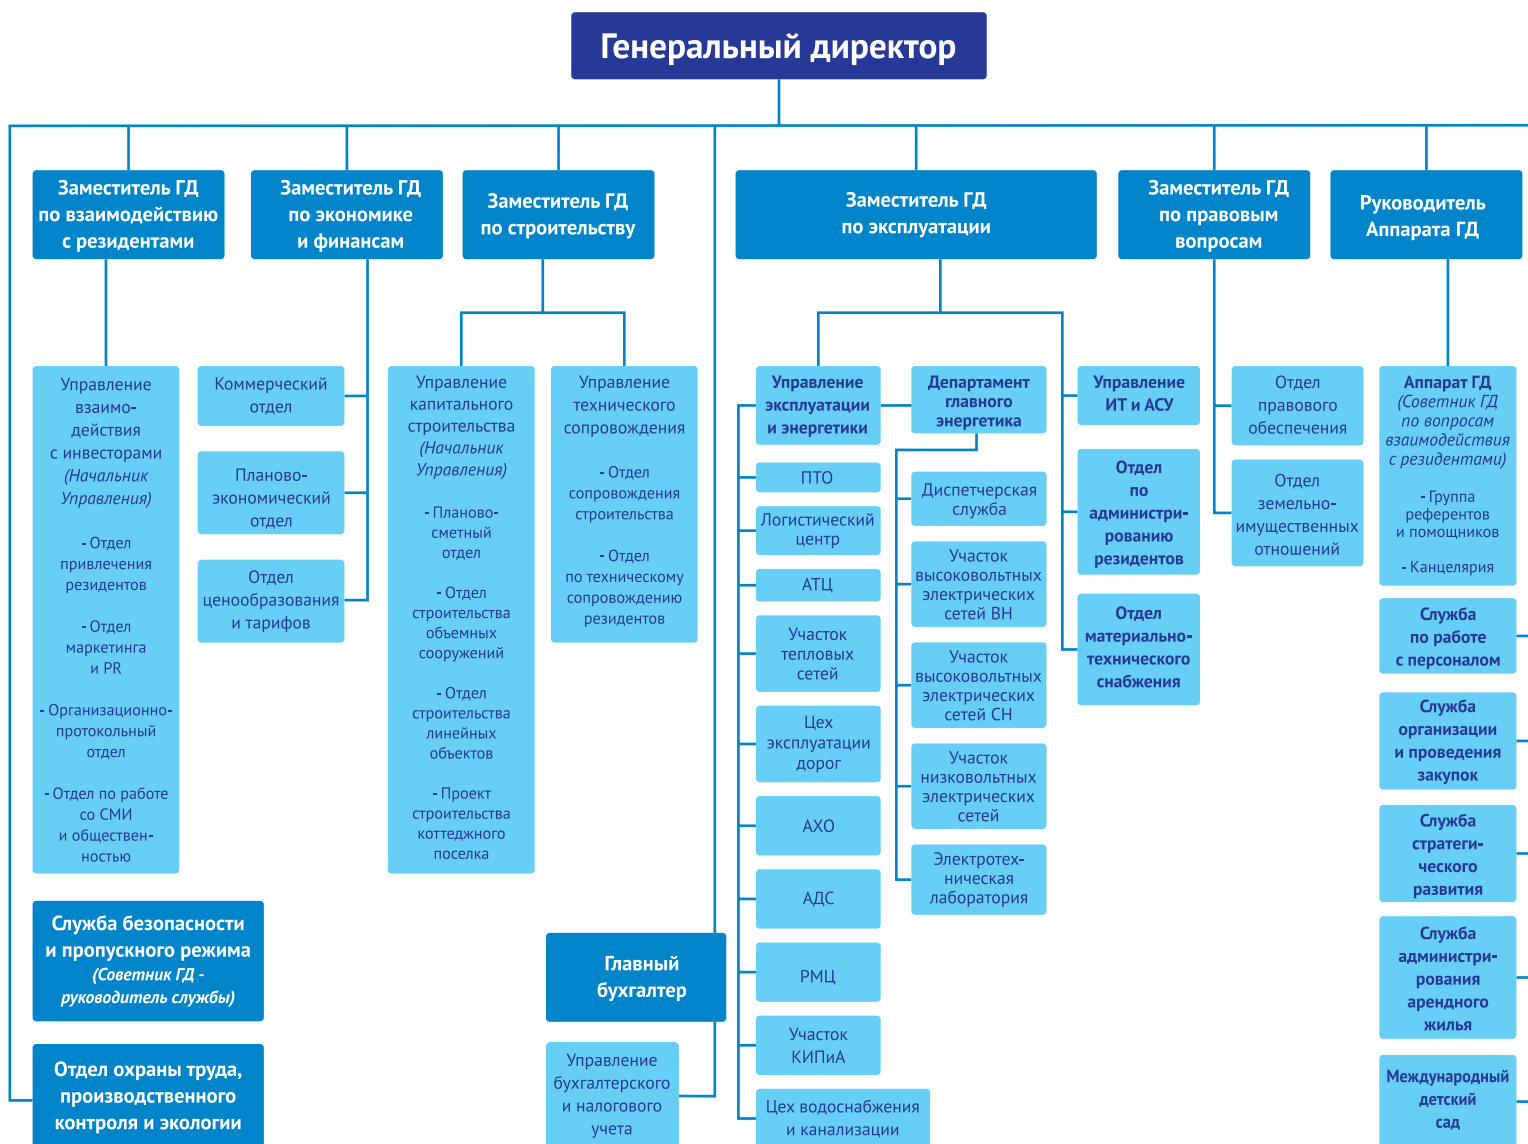 Генеральный директор
Заместитель ГД
по взаимодействию
с резидентами
Заместитель ГД
по экономике
и финансам
Заместитель ГД
по строительству
Заместитель ГД
по эксплуатации
Заместитель ГД
по правовым
вопросам
Руководитель
Аппарата ГД
Управление
взаимо-
действия
с инвесторами
(Начальник
Управления)
- Отдел
привлечения
резидентов
- Отдел
маркетинга
и PR
- Организационно-
протокольный
отдел
- Отдел по работе
со СМИ
и обществен-
ностью
Коммерческий
отдел
Планово-
экономический
отдел
Отдел
ценообразования
и тарифов
Управление
капитального
строительства
(Начальник
Управления)
- Планово-
сметный
отдел
- Отдел
строительства
объемных
сооружений
- Отдел
строительства
линейных
объектов
- Проект
строительства
коттеджного
поселка
Управление
технического
сопровождения
- Отдел
сопровождения
строительства
- Отдел
по техническому
сопровождению
резидентов
Управление
эксплуатации
и энергетики
ПТО
Логистический
центр
АТЦ
Участок
тепловых
сетей
Цех
эксплуатации
дорог
АХО
АДС
РМЦ
Участок
КИПиА
Цех водоснабжения
и канализации
Департамент
главного
энергетика
Диспетчерская
служба
Участок
высоковольтных
электрических
сетей ВН
Участок
высоковольтных
электрических
сетей СН
Участок
низковольтных
электрических
сетей
Электротех-
ническая
лаборатория
Управление
ИТ и АСУ
Отдел
по
администри-
рованию
резидентов
Отдел
материально-
технического
снабжения
Отдел
правового
обеспечения
Отдел
земельно-
имущественных
отношений
Аппарат ГД
(Советник ГД
по вопросам
взаимодействия
с резидентами)
- Группа
референтов
и помощников
- Канцелярия
Служба
по работе
с персоналом
Служба
организации
и проведения
закупок
Служба
стратеги-
ческого
развития
Служба
администри-
рования
арендного
жилья
Международный
детский
сад
Служба безопасности
и пропускного режима
(Советник ГД -
руководитель службы)
Отдел охраны труда,
производственного
контроля и экологии
Главный
бухгалтер
Управление
бухгалтерского
и налогового
учета